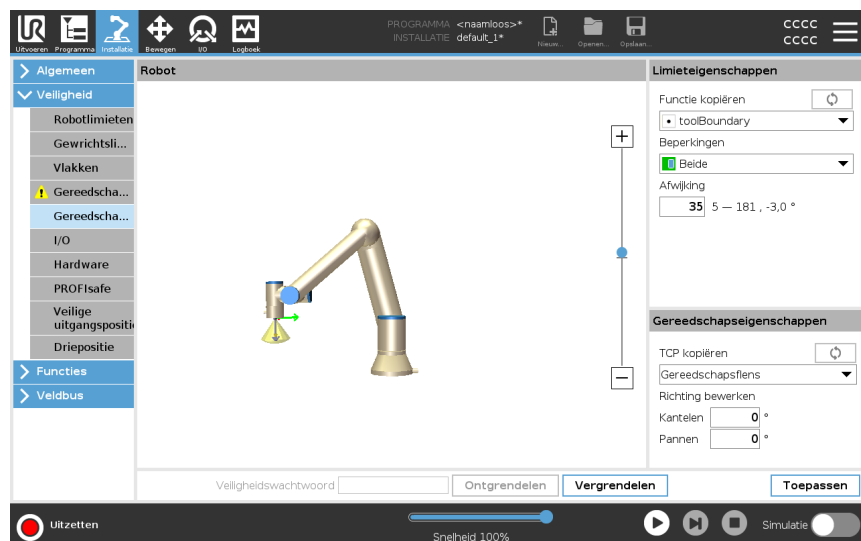 PROGRAMMA <naamloos>*
INSTALLATIE default_1*
Uitvoeren Programma Installatie Bewegen I/O Logboek
Nieuw... Openen... Opslaan...
cccc
cccc
Algemeen
Veiligheid
Robotlimieten
Gewrichtsli...
Vlakken
Gereedscha...
Gereedscha...
I/O
Hardware
PROFIsafe
Veilige
uitgangspositi
Driepositie
Functies
Veldbus
Robot
Limieteigenschappen
Functie kopiëren
toolBoundary
Beperkingen
Beide
Afwijking
35 5 — 181 , -3,0 °
Gereedschapseigenschappen
TCP kopiëren
Gereedschapsflens
Richting bewerken
Kantelen 0 °
Pannen 0 °
Veiligheidswachtwoord Ontgrendelen Vergrendelen Toepassen
Uitzetten
Snelheid 100%
Simulatie